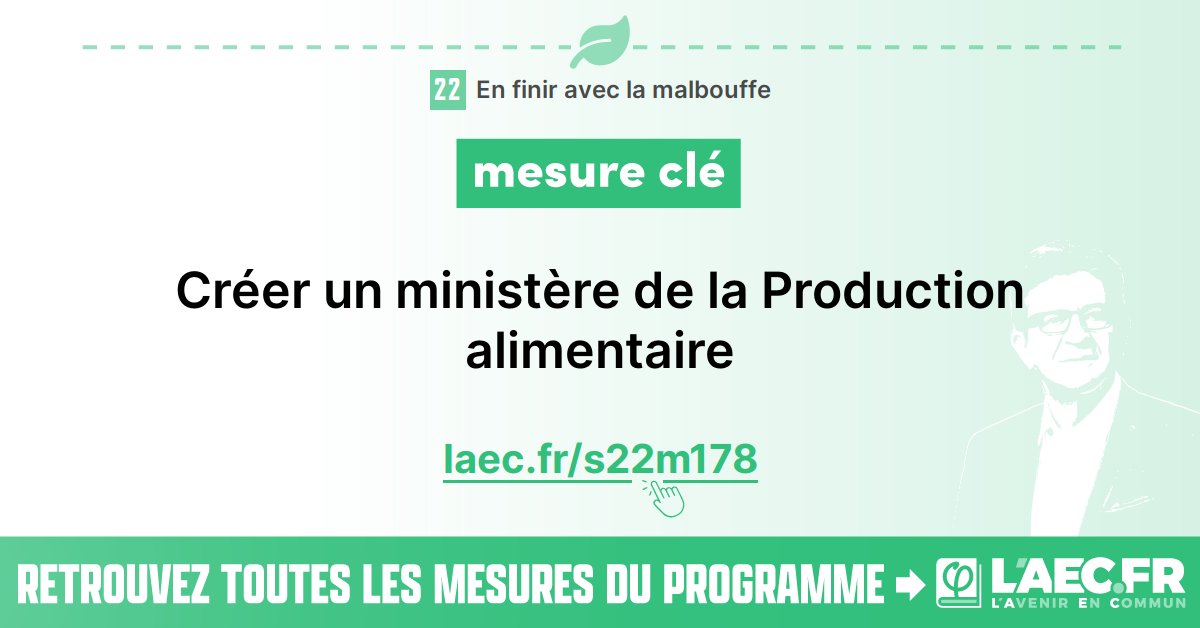 22 En finir avec la malbouffe
mesure clé
Créer un ministère de la Production
alimentaire
laec.fr/s22m178
RETROUVEZ TOUTES LES MESURES DU PROGRAMME
φ L'AEC.FR
L'AVENIR EN COMMUN